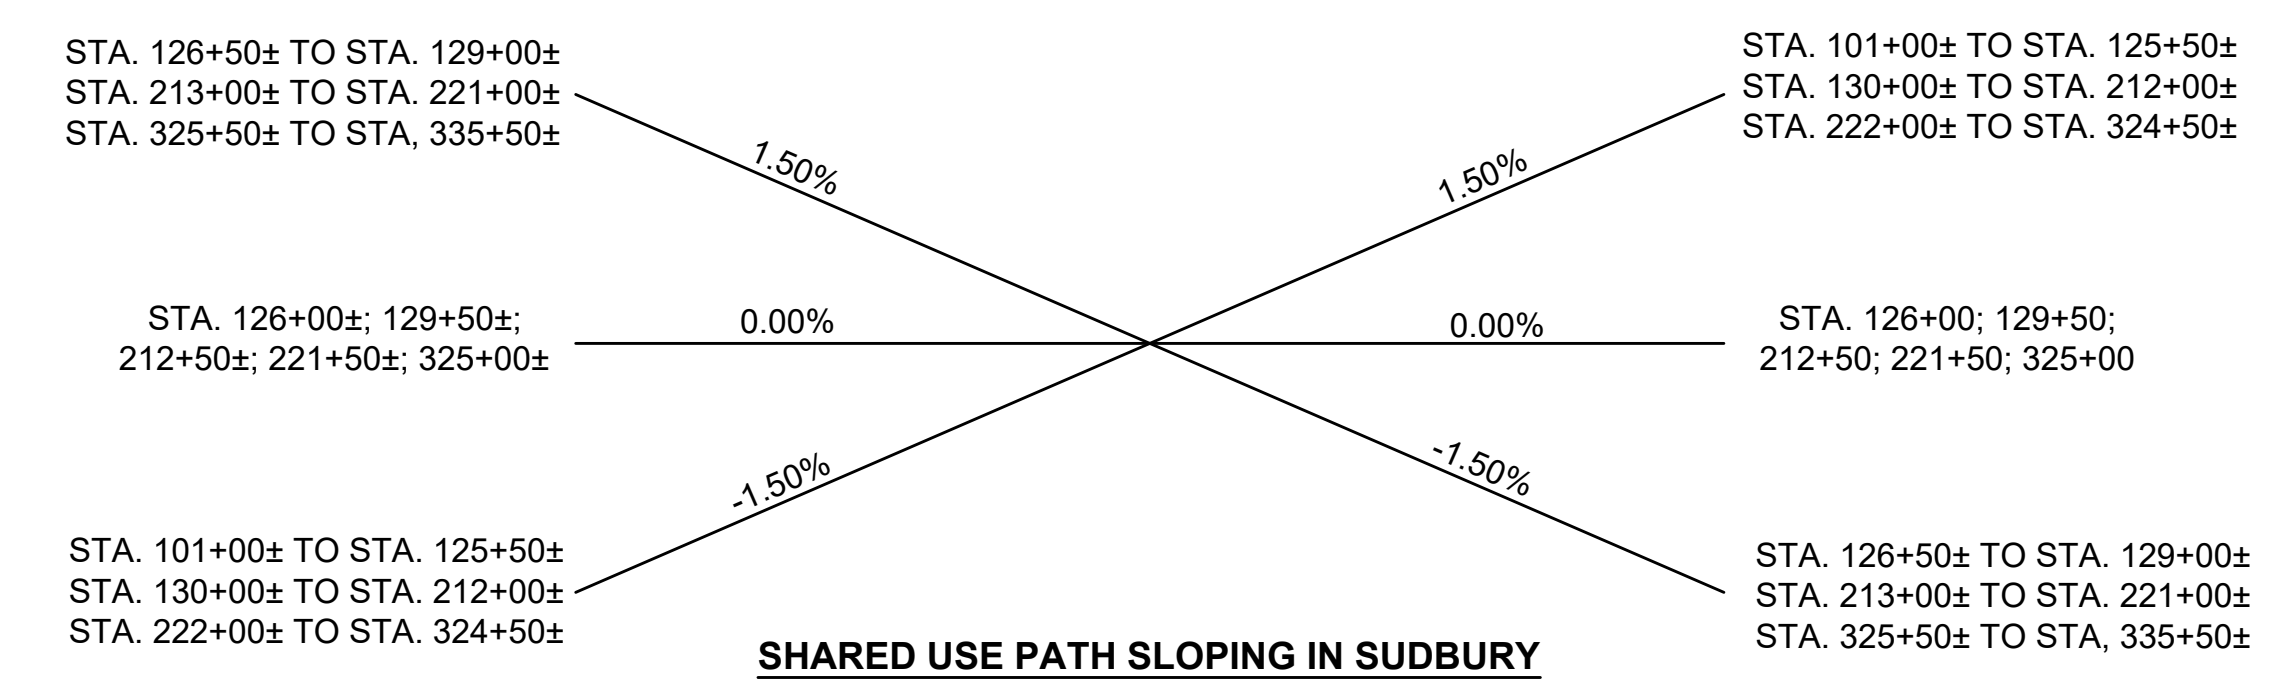 STA. 126+50± TO STA. 129+00±
STA. 213+00± TO STA. 221+00±
STA. 325+50± TO STA, 335+50±
1.50%
1.50%
STA. 101+00± TO STA. 125+50±
STA. 130+00± TO STA. 212+00±
STA. 222+00± TO STA. 324+50±
STA. 126+00±; 129+50±;
212+50±; 221+50±; 325+00±
0.00%
0.00%
STA. 126+00; 129+50;
212+50; 221+50; 325+00
STA. 101+00± TO STA. 125+50±
STA. 130+00± TO STA. 212+00±
STA. 222+00± TO STA. 324+50±
-1.50%
-1.50%
STA. 126+50± TO STA. 129+00±
STA. 213+00± TO STA. 221+00±
STA. 325+50± TO STA, 335+50±
SHARED USE PATH SLOPING IN SUDBURY